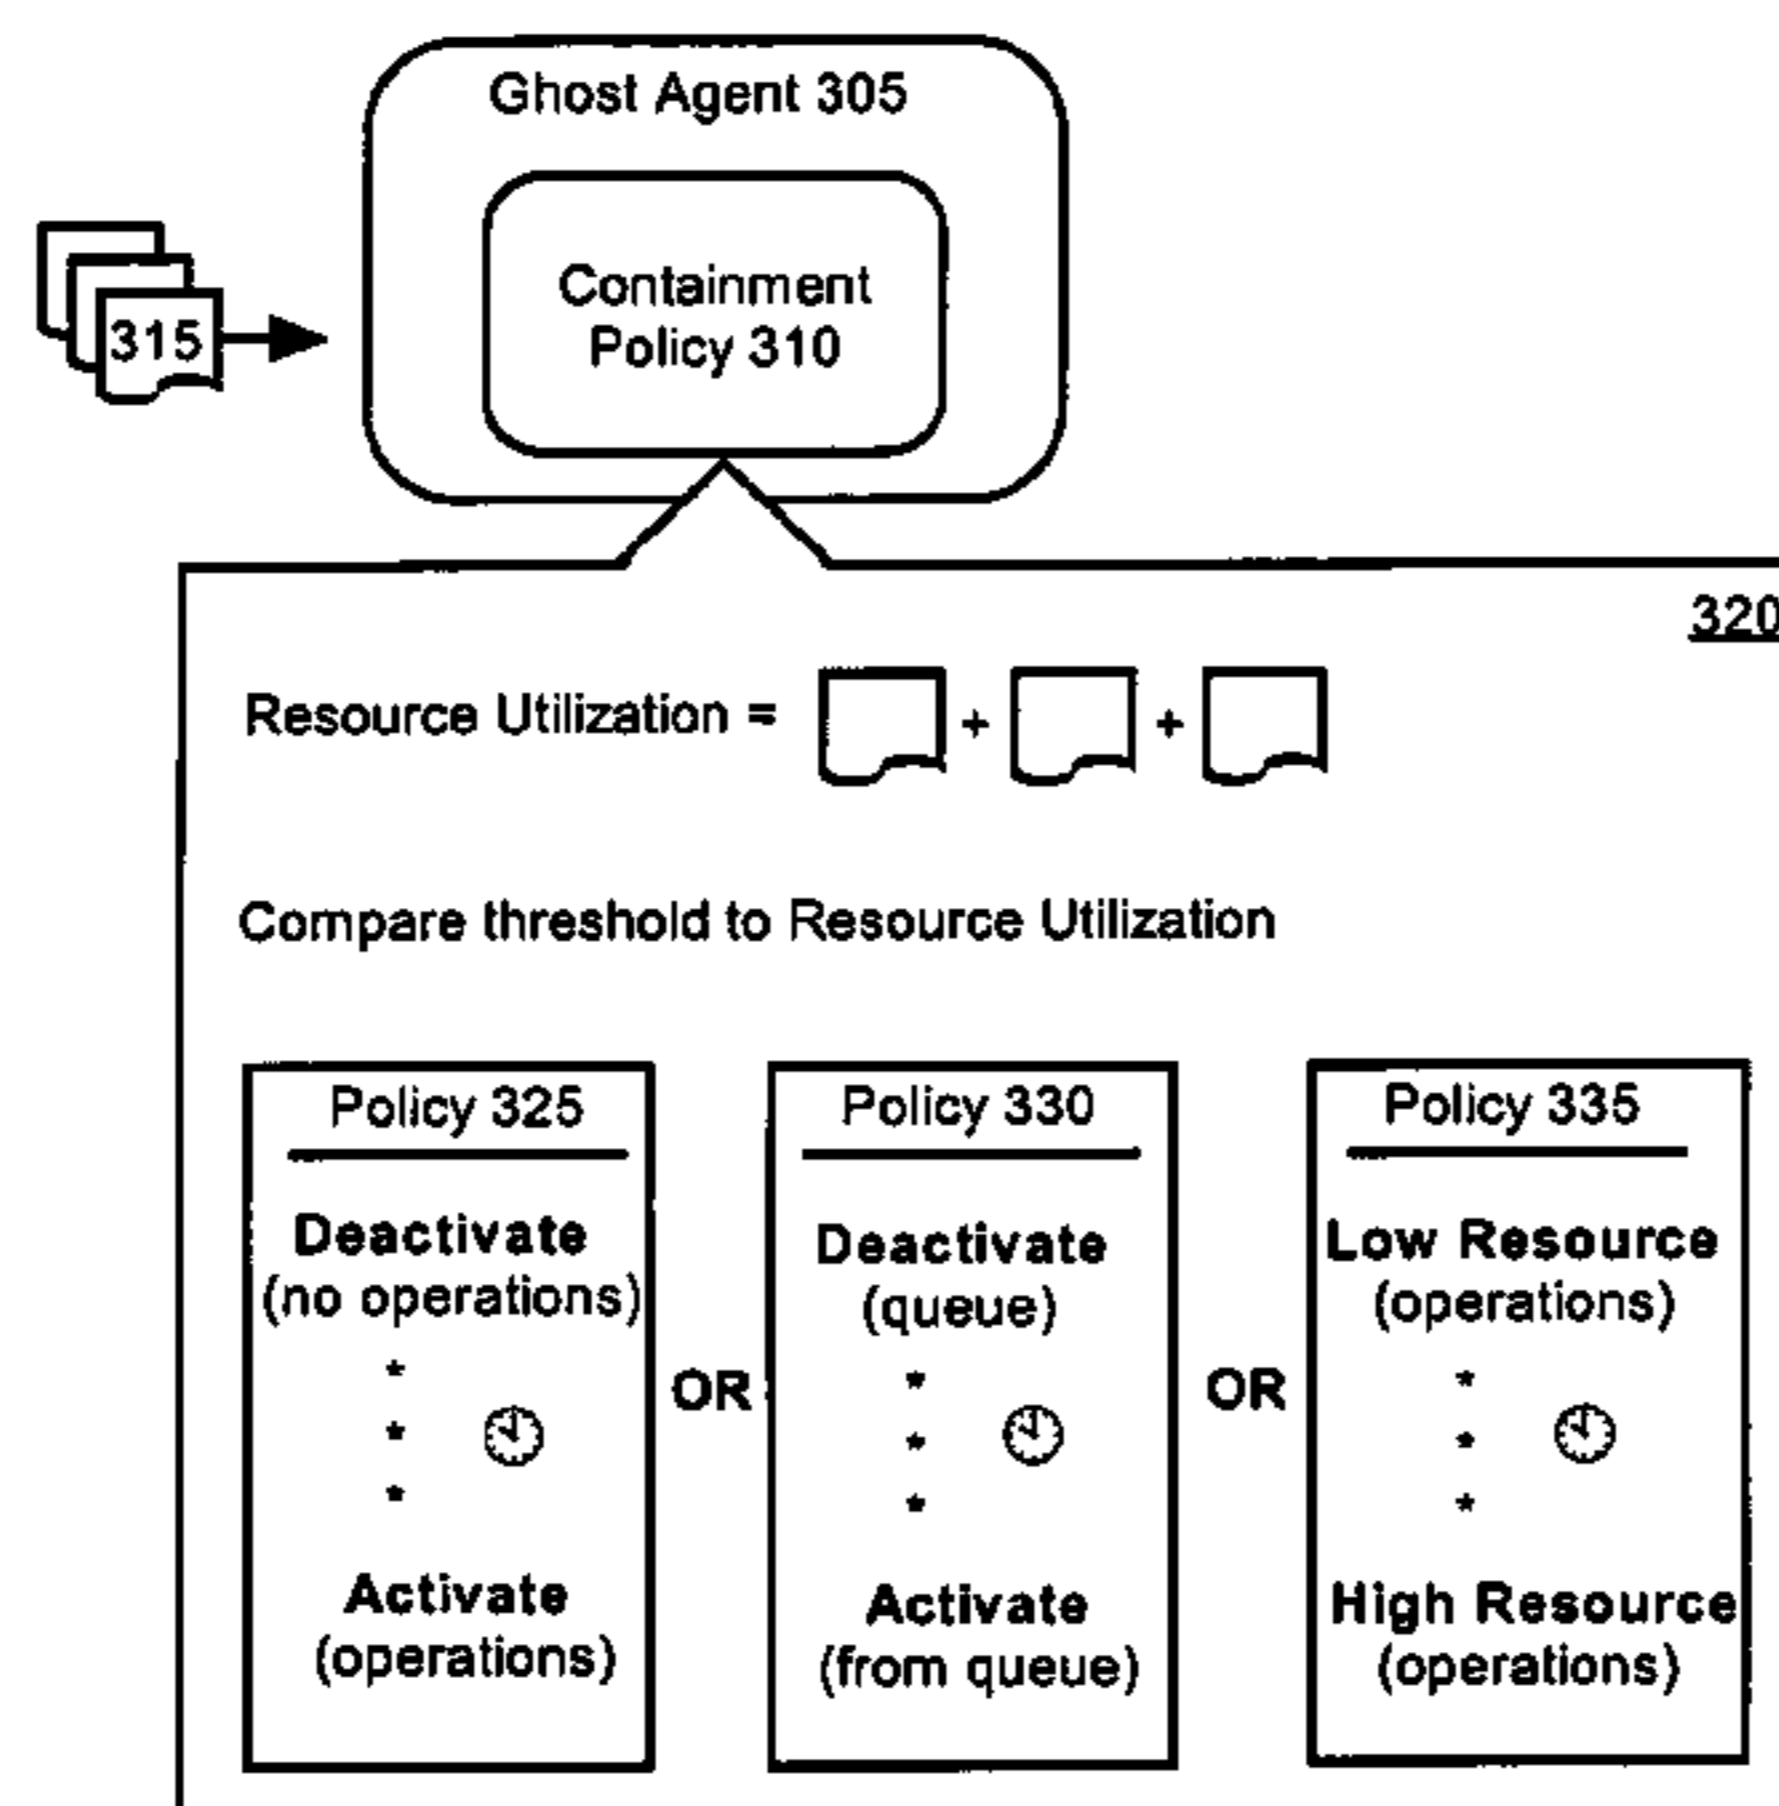 Ghost Agent 305
Containment
Policy 310
315
320
Resource Utilization =
+ +
Compare threshold to Resource Utilization
Policy 325
Deactivate
(no operations)
*
*
*
Activate
(operations)
OR
Policy 330
Deactivate
(queue)
*
*
*
Activate
(from queue)
OR
Policy 335
Low Resource
(operations)
*
*
*
High Resource
(operations)